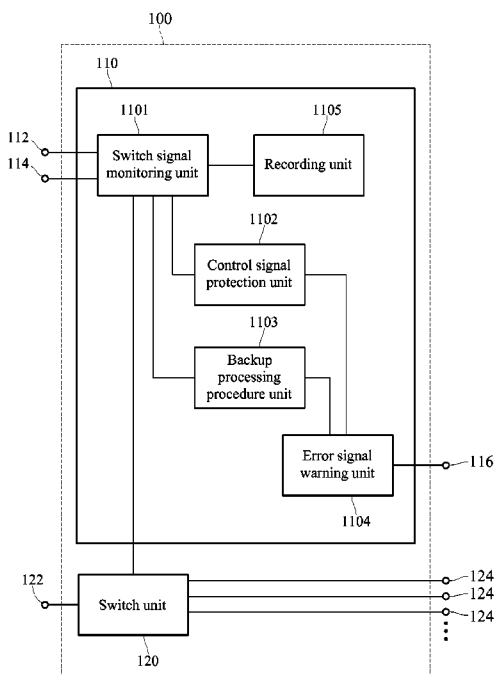 100
110
1101
1105
112
114
Switch signal
monitoring unit
Recording unit
1102
Control signal
protection unit
1103
Backup
processing
procedure unit
Error signal
warning unit
116
1104
122
Switch unit
124
124
124
120